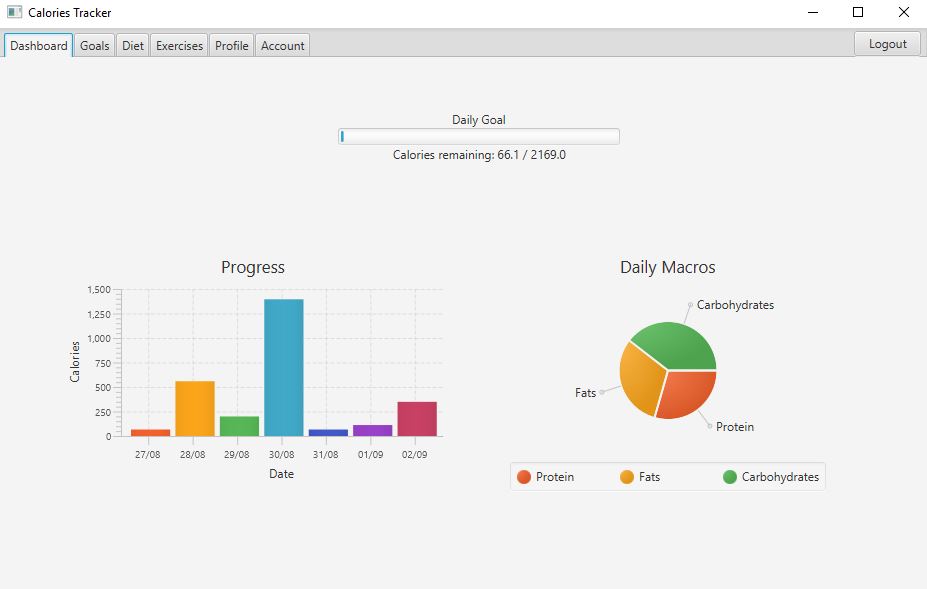 Calories Tracker
Dashboard Goals Diet Exercises Profile Account Logout
Daily Goal
Calories remaining: 66.1 / 2169.0
Progress
1,500
1,250
1,000
750
500
250
0
Calories
27/08 28/08 29/08 30/08 31/08 01/09 02/09
Date
Daily Macros
Carbohydrates
Fats
Protein
Protein Fats Carbohydrates